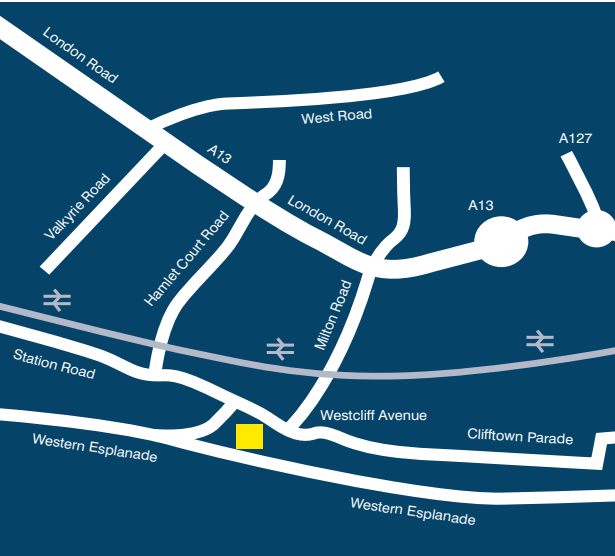 London Road
West Road
A127
A13
Valkyrie Road
A13
Hamlet Court Road
London Road
Milton Road
Station Road
Westcliff Avenue
Clifftown Parade
Western Esplanade
Western Esplanade